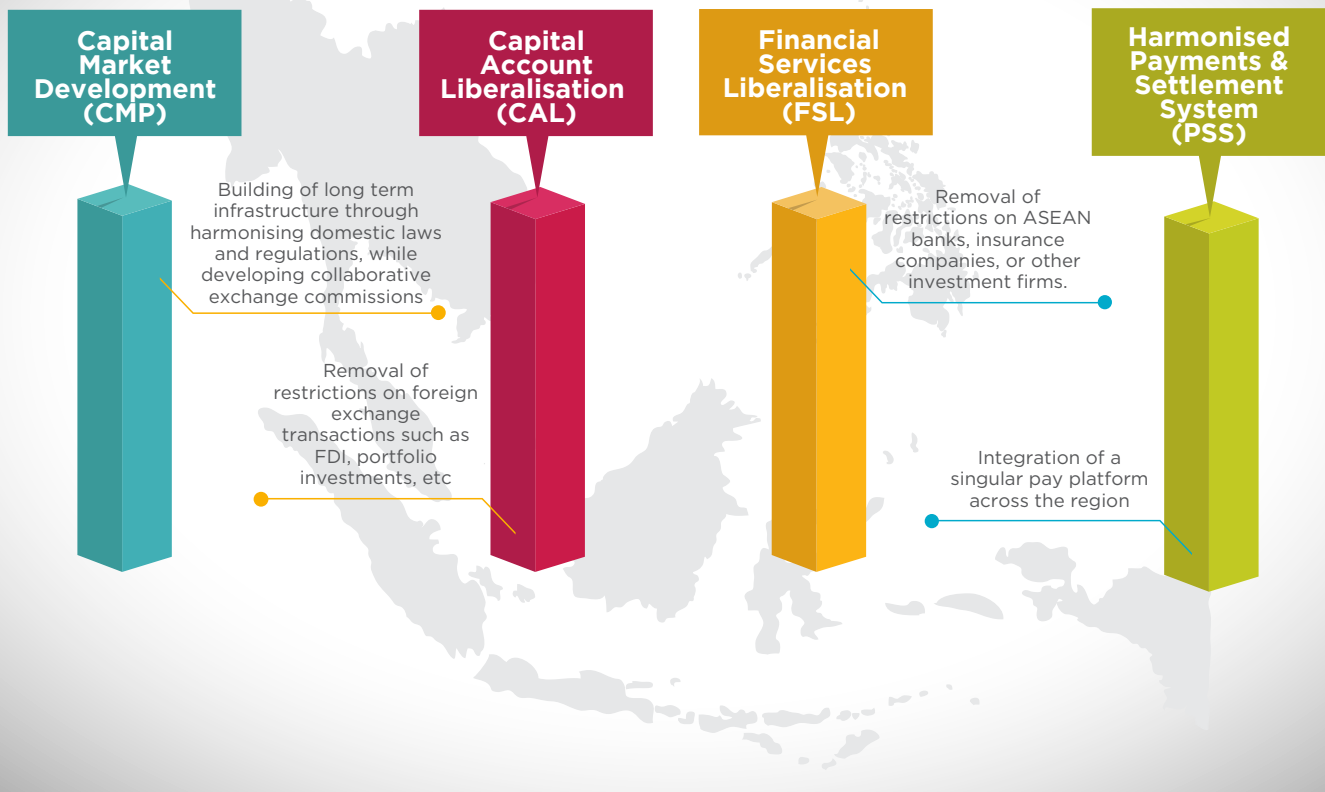 Capital
Market
Development
(CMP)
Building of long term
infrastructure through
harmonising domestic laws
and regulations, while
developing collaborative
exchange commissions
Capital
Account
Liberalisation
(CAL)
Removal of
restrictions on foreign
exchange
transactions such as
FDI, portfolio
investments, etc
Financial
Services
Liberalisation
(FSL)
Removal of
restrictions on ASEAN
banks, insurance
companies, or other
investment firms.
Harmonised
Payments &
Settlement
System
(PSS)
Integration of a
singular pay platform
across the region